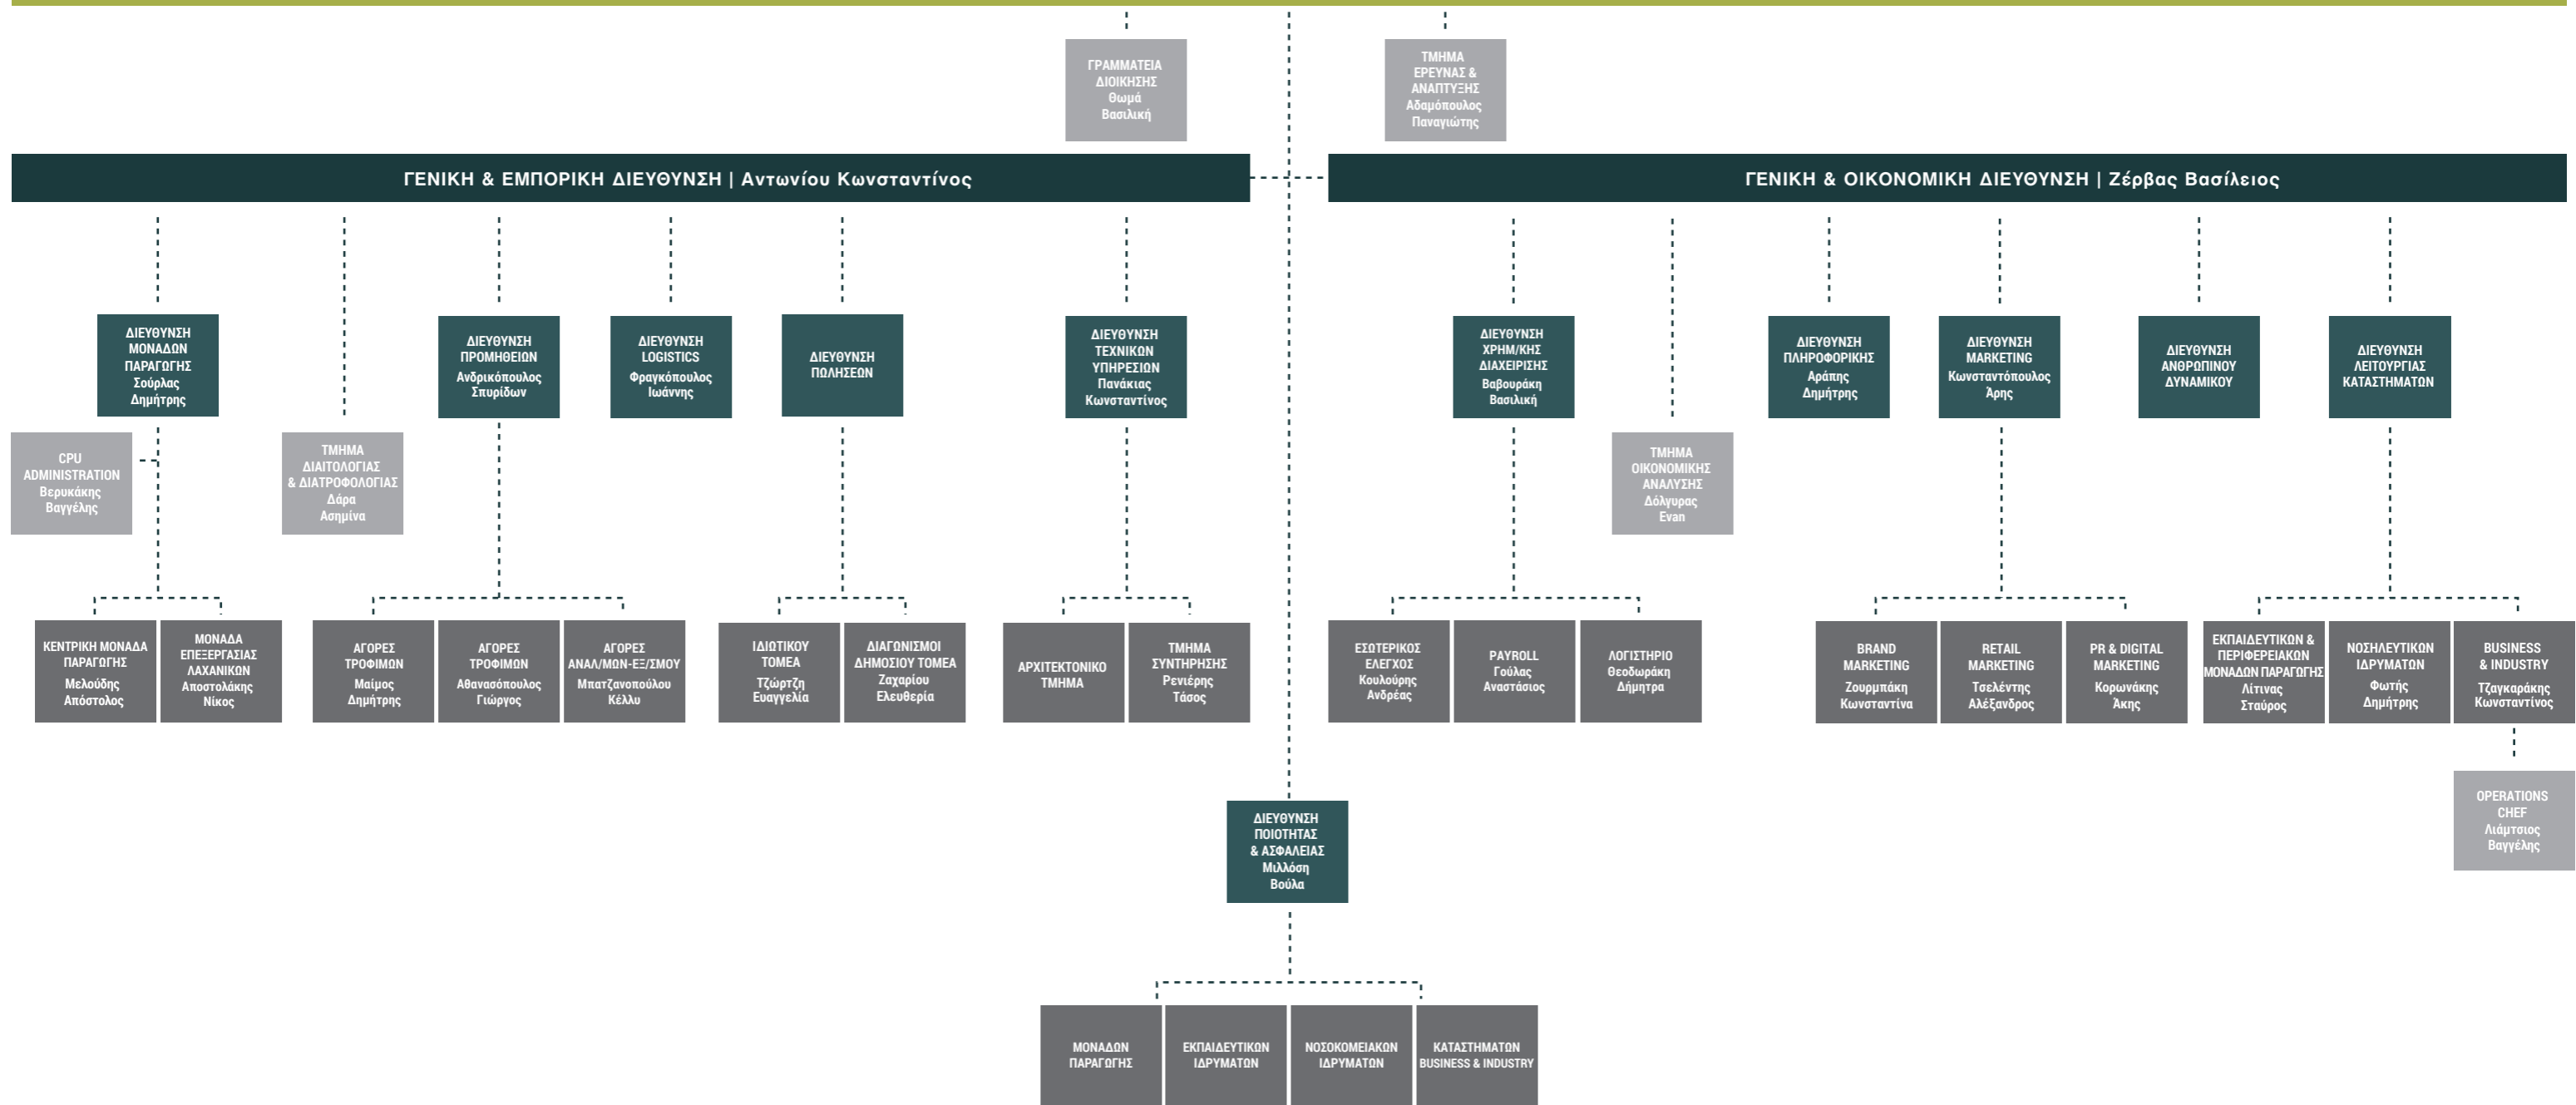 ΓΡΑΜΜΑΤΕΙΑ
ΔΙΟΙΚΗΣΗΣ
Θωμά
Βασιλική
ΤΜΗΜΑ
ΕΡΕΥΝΑΣ &
ΑΝΑΠΤΥΞΗΣ
Αδαμόπουλος
Παναγιώτης
ΓΕΝΙΚΗ & ΕΜΠΟΡΙΚΗ ΔΙΕΥΘΥΝΣΗ | Αντωνίου Κωνσταντίνος
ΓΕΝΙΚΗ & ΟΙΚΟΝΟΜΙΚΗ ΔΙΕΥΘΥΝΣΗ | Ζέρβας Βασίλειος
ΔΙΕΥΘΥΝΣΗ
ΜΟΝΑΔΩΝ
ΠΑΡΑΓΩΓΗΣ
Σούρλας
Δημήτρης
ΔΙΕΥΘΥΝΣΗ
ΠΡΟΜΗΘΕΙΩΝ
Ανδρικόπουλος
Σπυρίδων
ΔΙΕΥΘΥΝΣΗ
LOGISTICS
Φραγκόπουλος
Ιωάννης
ΔΙΕΥΘΥΝΣΗ
ΠΩΛΗΣΕΩΝ
ΔΙΕΥΘΥΝΣΗ
ΤΕΧΝΙΚΩΝ
ΥΠΗΡΕΣΙΩΝ
Πανάκιας
Κωνσταντίνος
ΔΙΕΥΘΥΝΣΗ
ΧΡΗΜ/ΚΗΣ
ΔΙΑΧΕΙΡΙΣΗΣ
Βαβουράκη
Βασιλική
ΔΙΕΥΘΥΝΣΗ
ΠΛΗΡΟΦΟΡΙΚΗΣ
Αράπης
Δημήτρης
ΔΙΕΥΘΥΝΣΗ
MARKETING
Κωνσταντόπουλος
Άρης
ΔΙΕΥΘΥΝΣΗ
ΑΝΘΡΩΠΙΝΟΥ
ΔΥΝΑΜΙΚΟΥ
ΔΙΕΥΘΥΝΣΗ
ΛΕΙΤΟΥΡΓΙΑΣ
ΚΑΤΑΣΤΗΜΑΤΩΝ
CPU
ADMINISTRATION
Βερυκάκης
Βαγγέλης
ΤΜΗΜΑ
ΔΙΑΙΤΟΛΟΓΙΑΣ
& ΔΙΑΤΡΟΦΟΛΟΓΙΑΣ
Δάρα
Ασημίνα
ΤΜΗΜΑ
ΟΙΚΟΝΟΜΙΚΗΣ
ΑΝΑΛΥΣΗΣ
Δόλγυρας
Evan
ΚΕΝΤΡΙΚΗ ΜΟΝΑΔΑ
ΠΑΡΑΓΩΓΗΣ
Μελούδης
Απόστολος
ΜΟΝΑΔΑ
ΕΠΕΞΕΡΓΑΣΙΑΣ
ΛΑΧΑΝΙΚΩΝ
Αποστολάκης
Νίκος
ΑΓΟΡΕΣ
ΤΡΟΦΙΜΩΝ
Μαίμος
Δημήτρης
ΑΓΟΡΕΣ
ΤΡΟΦΙΜΩΝ
Αθανασόπουλος
Γιώργος
ΑΓΟΡΕΣ
ΑΝΑΛ/ΜΩΝ-ΕΞ/ΣΜΟΥ
Μπατζανοπούλου
Κέλλυ
ΙΔΙΩΤΙΚΟΥ
ΤΟΜΕΑ
Τζώρτζη
Ευαγγελία
ΔΙΑΓΩΝΙΣΜΟΙ
ΔΗΜΟΣΙΟΥ ΤΟΜΕΑ
Ζαχαρίου
Ελευθερία
ΑΡΧΙΤΕΚΤΟΝΙΚΟ
ΤΜΗΜΑ
ΤΜΗΜΑ
ΣΥΝΤΗΡΗΣΗΣ
Ρενιέρης
Τάσος
ΕΣΩΤΕΡΙΚΟΣ
ΕΛΕΓΧΟΣ
Κουλούρης
Ανδρέας
PAYROLL
Γούλας
Αναστάσιος
ΛΟΓΙΣΤΗΡΙΟ
Θεοδωράκη
Δήμητρα
BRAND
MARKETING
Ζουρμπάκη
Κωνσταντίνα
RETAIL
MARKETING
Τσελέντης
Αλέξανδρος
PR & DIGITAL
MARKETING
Κορωνάκης
Άκης
ΕΚΠΑΙΔΕΥΤΙΚΩΝ &
ΠΕΡΙΦΕΡΕΙΑΚΩΝ
ΜΟΝΑΔΩΝ ΠΑΡΑΓΩΓΗΣ
Λίτινας
Σταύρος
ΝΟΣΗΛΕΥΤΙΚΩΝ
ΙΔΡΥΜΑΤΩΝ
Φωτής
Δημήτρης
BUSINESS
& INDUSTRY
Τζαγκαράκης
Κωνσταντίνος
OPERATIONS
CHEF
Λιάμτσιος
Βαγγέλης
ΔΙΕΥΘΥΝΣΗ
ΠΟΙΟΤΗΤΑΣ
& ΑΣΦΑΛΕΙΑΣ
Μιλλόση
Βούλα
ΜΟΝΑΔΩΝ
ΠΑΡΑΓΩΓΗΣ
ΕΚΠΑΙΔΕΥΤΙΚΩΝ
ΙΔΡΥΜΑΤΩΝ
ΝΟΣΟΚΟΜΕΙΑΚΩΝ
ΙΔΡΥΜΑΤΩΝ
ΚΑΤΑΣΤΗΜΑΤΩΝ
BUSINESS & INDUSTRY